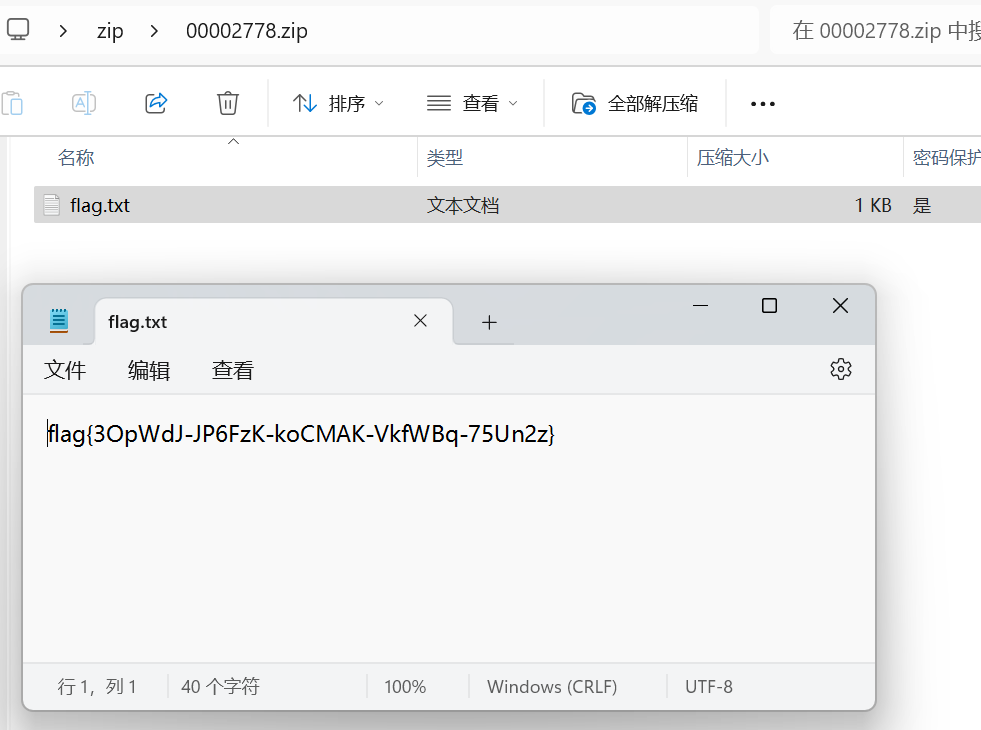 zip
00002778.zip
在 00002778.zip 中搜
排序
查看
全部解压缩
名称
类型
压缩大小
密码保护
flag.txt
文本文档
1 KB
是
flag.txt
文件
编辑
查看
flag{3OpWdJ-JP6FzK-koCMAK-VkfWBq-75Un2z}
行 1，列 1
40 个字符
100%
Windows (CRLF)
UTF-8